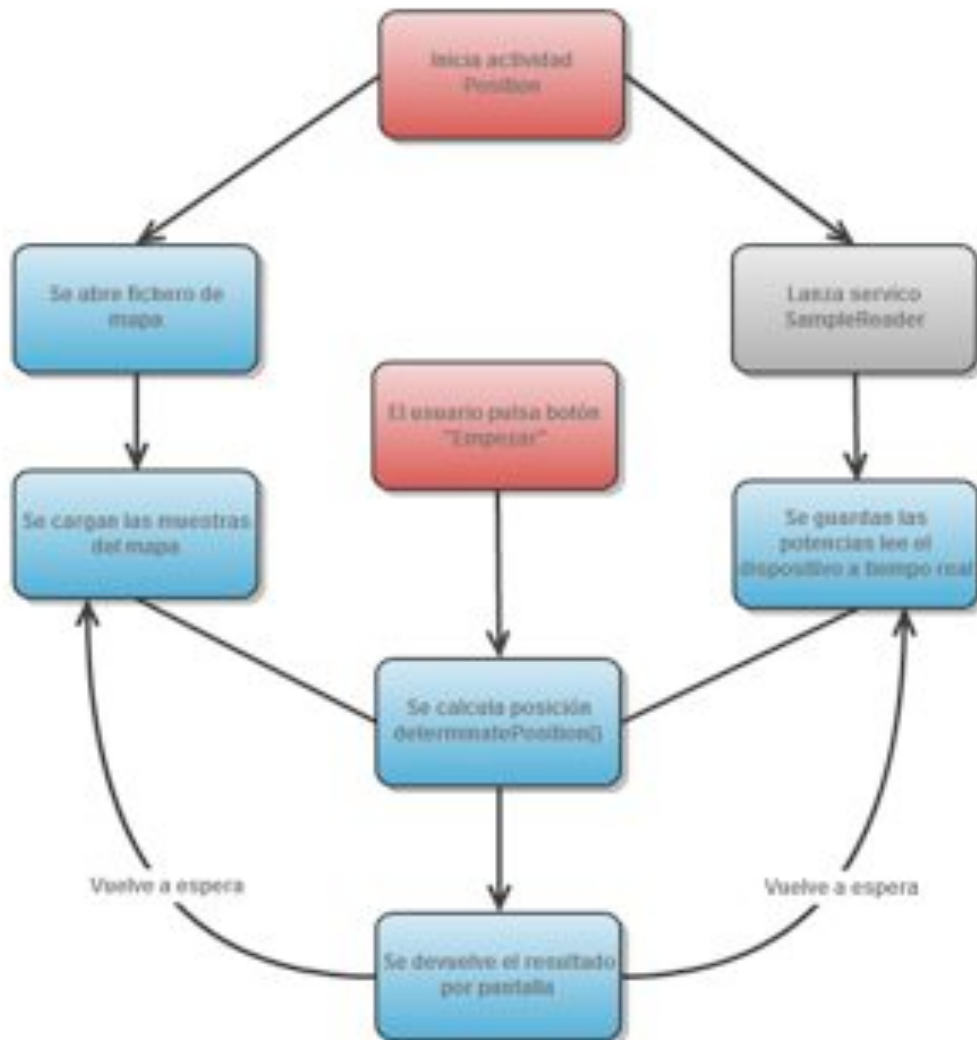 Inicia actividad
Position
Se abre fichero de
mapa
Lanza servico
SampleReader
El usuario pulsa botón
"Empezar"
Se cargan las muestras
del mapa
Se guardan las
potencias lee el
dispositivo a tiempo real
Se calcula posición
determinatePosition()
Vuelve a espera
Vuelve a espera
Se devuelve el resultado
por pantalla